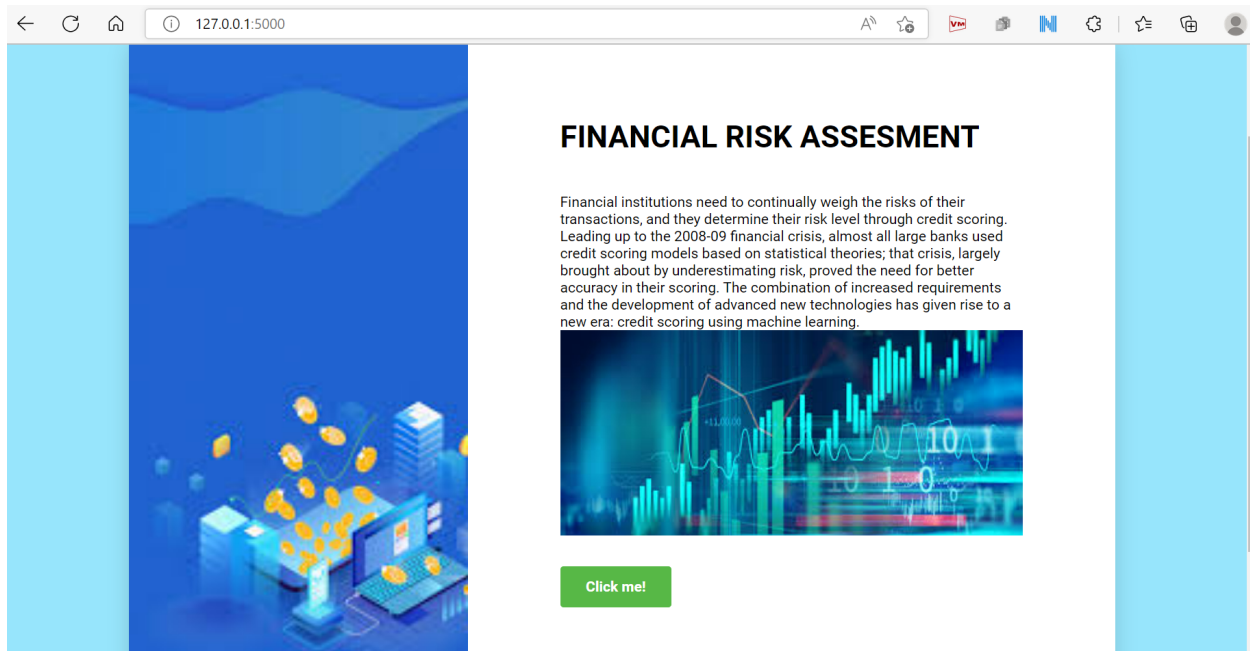 127.0.0.1:5000
FINANCIAL RISK ASSESMENT
Financial institutions need to continually weigh the risks of their
transactions, and they determine their risk level through credit scoring.
Leading up to the 2008-09 financial crisis, almost all large banks used
credit scoring models based on statistical theories; that crisis, largely
brought about by underestimating risk, proved the need for better
accuracy in their scoring. The combination of increased requirements
and the development of advanced new technologies has given rise to a
new era: credit scoring using machine learning.
Click me!